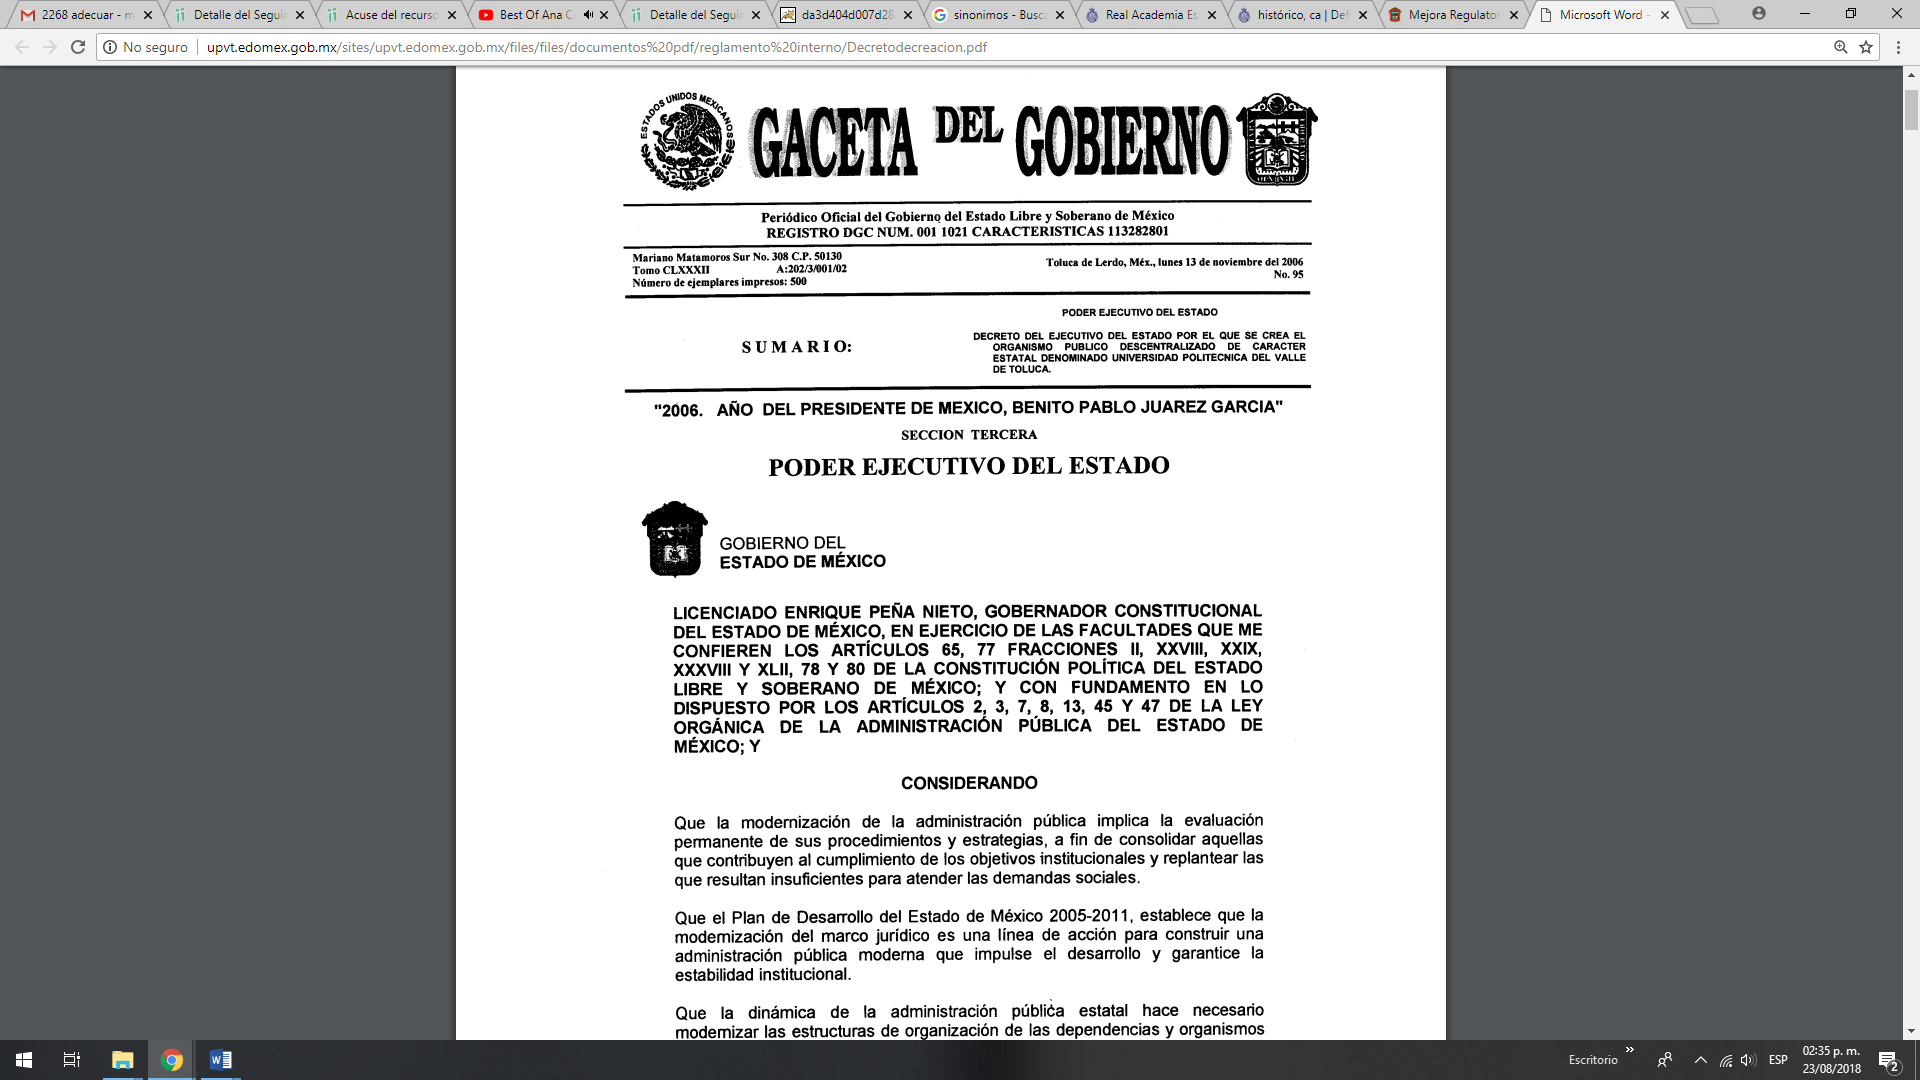 2268 adecuar - m
Detalle del Seguir
Acuse del recurso
Best Of Ana C
Detalle del Seguir
da3d404d007d28
sinonimos - Busc
Real Academia Es
histórico, ca | Def
Mejora Regulator
Microsoft Word -
No seguro
upvt.edomex.gob.mx/sites/upvt.edomex.gob.mx/files/files/documentos%20pdf/reglamento%20interno/Decretodecreacion.pdf
ESTADOS UNIDOS MEXICANOS
GACETA DEL GOBIERNO
Periódico Oficial del Gobierno del Estado Libre y Soberano de México
REGISTRO DGC NUM. 001 1021 CARACTERISTICAS 113282801
Mariano Matamoros Sur No. 308 C.P. 50130
Tomo CLXXXII A:202/3/001/02
Número de ejemplares impresos: 500
Toluca de Lerdo, Méx., lunes 13 de noviembre del 2006
No. 95
SUMARIO:
PODER EJECUTIVO DEL ESTADO
DECRETO DEL EJECUTIVO DEL ESTADO POR EL QUE SE CREA EL
ORGANISMO PUBLICO DESCENTRALIZADO DE CARACTER
ESTATAL DENOMINADO UNIVERSIDAD POLITECNICA DEL VALLE
DE TOLUCA.
"2006. AÑO DEL PRESIDENTE DE MEXICO, BENITO PABLO JUAREZ GARCIA"
SECCION TERCERA
PODER EJECUTIVO DEL ESTADO
GOBIERNO DEL
ESTADO DE MÉXICO
LICENCIADO ENRIQUE PEÑA NIETO, GOBERNADOR CONSTITUCIONAL
DEL ESTADO DE MÉXICO, EN EJERCICIO DE LAS FACULTADES QUE ME
CONFIEREN LOS ARTÍCULOS 65, 77 FRACCIONES II, XXVIII, XXIX,
XXXVIII Y XLII, 78 Y 80 DE LA CONSTITUCIÓN POLÍTICA DEL ESTADO
LIBRE Y SOBERANO DE MÉXICO; Y CON FUNDAMENTO EN LO
DISPUESTO POR LOS ARTÍCULOS 2, 3, 7, 8, 13, 45 Y 47 DE LA LEY
ORGÁNICA DE LA ADMINISTRACIÓN PÚBLICA DEL ESTADO DE
MÉXICO; Y
CONSIDERANDO
Que la modernización de la administración pública implica la evaluación
permanente de sus procedimientos y estrategias, a fin de consolidar aquellas
que contribuyen al cumplimiento de los objetivos institucionales y replantear las
que resultan insuficientes para atender las demandas sociales.
Que el Plan de Desarrollo del Estado de México 2005-2011, establece que la
modernización del marco jurídico es una línea de acción para construir una
administración pública moderna que impulse el desarrollo y garantice la
estabilidad institucional.
Que la dinámica de la administración pública estatal hace necesario
modernizar las estructuras de organización de las dependencias y organismos
Escritorio
ESP
02:35 p. m.
23/08/2018
2